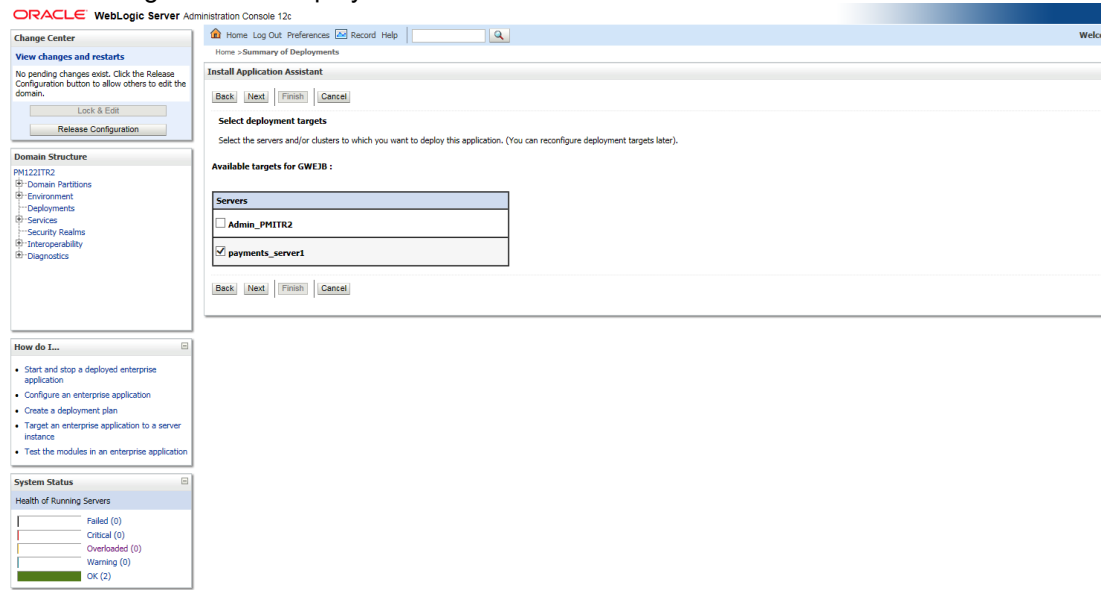 ORACLE WebLogic Server Administration Console 12c
Change Center
View changes and restarts
No pending changes exist. Click the Release
Configuration button to allow others to edit the
domain.
Lock & Edit
Release Configuration
Domain Structure
PM122ITR2
Domain Partitions
Environment
Deployments
Services
Security Realms
Interoperability
Diagnostics
How do I...
Start and stop a deployed enterprise
application
Configure an enterprise application
Create a deployment plan
Target an enterprise application to a server
instance
Test the modules in an enterprise application
System Status
Health of Running Servers
Failed (0)
Critical (0)
Overloaded (0)
Warning (0)
OK (2)
Home Log Out Preferences Record Help
Home >Summary of Deployments
Install Application Assistant
Back Next Finish Cancel
Select deployment targets
Select the servers and/or clusters to which you want to deploy this application. (You can reconfigure deployment targets later).
Available targets for GWEJB :
Servers
Admin_PMITR2
payments_server1
Back Next Finish Cancel